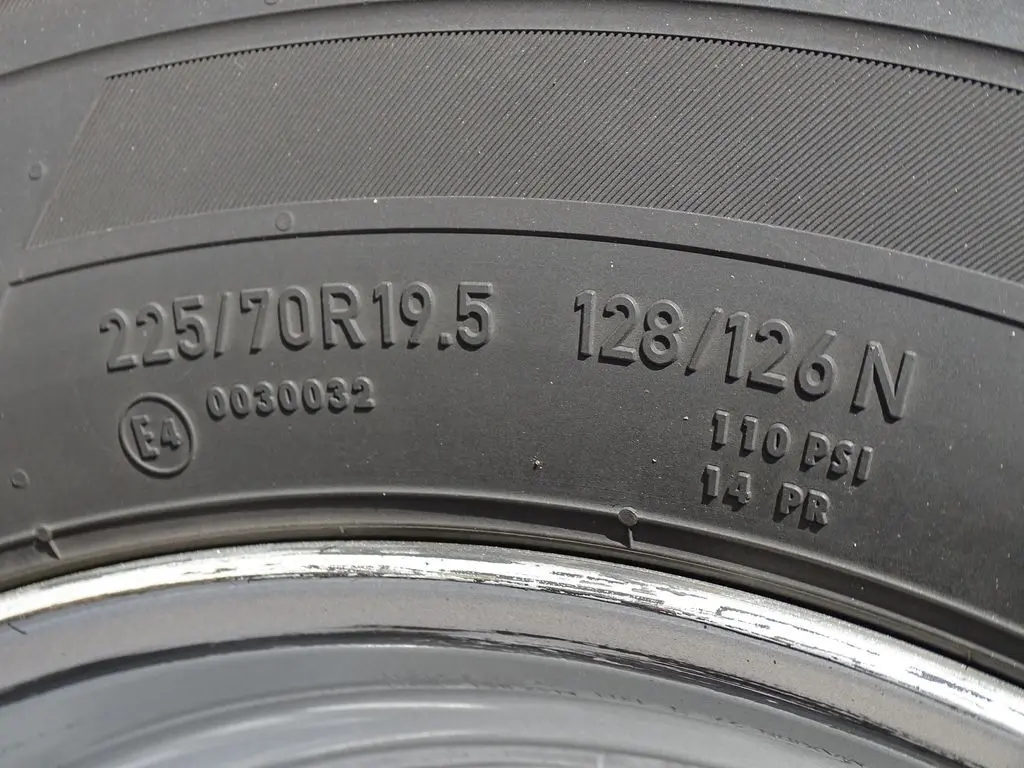 225/70R19.5 128/126 N
E4 0030032
110 PSI
14 PR